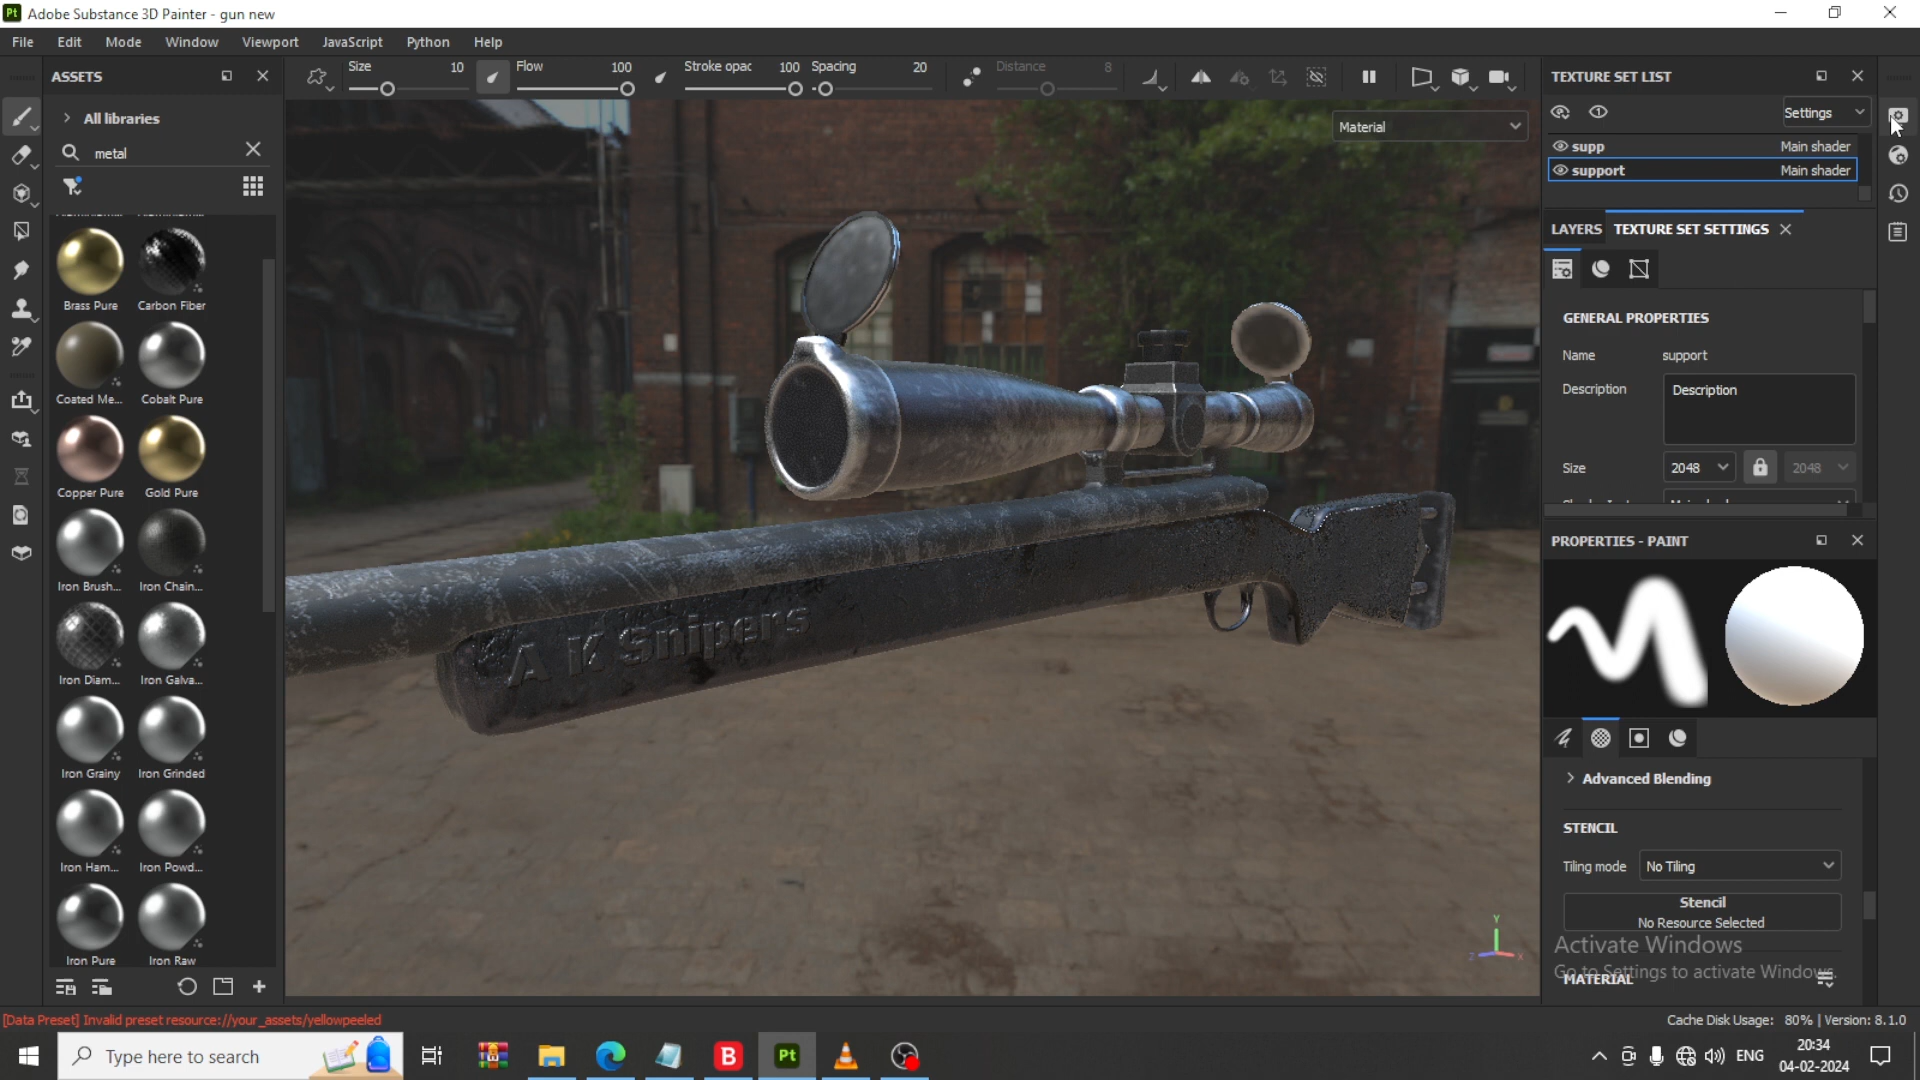 Pt Adobe Substance 3D Painter - gun new
File Edit Mode Window Viewport JavaScript Python Help
ASSETS
Size 10 Flow 100 Stroke opac 100 Spacing 20 Distance 8
All libraries
metal
Brass Pure Carbon Fiber
Coated Me... Cobalt Pure
Copper Pure Gold Pure
Iron Brush... Iron Chain...
Iron Diam... Iron Galva...
Iron Grainy Iron Grinded
Iron Ham... Iron Powd...
Iron Pure Iron Raw
Material
A K Snipers
Y
X
Z
TEXTURE SET LIST
Settings
supp Main shader
support Main shader
LAYERS TEXTURE SET SETTINGS
GENERAL PROPERTIES
Name support
Description Description
Size 2048 2048
PROPERTIES - PAINT
Advanced Blending
STENCIL
Tiling mode No Tiling
Stencil
No Resource Selected
Activate Windows
Go to Settings to activate Windows.
MATERIAL
[Data Preset] Invalid preset resource://your_assets/yellowpeeled
Cache Disk Usage: 80% | Version: 8.1.0
Type here to search
B
Pt
ENG
20:34
04-02-2024